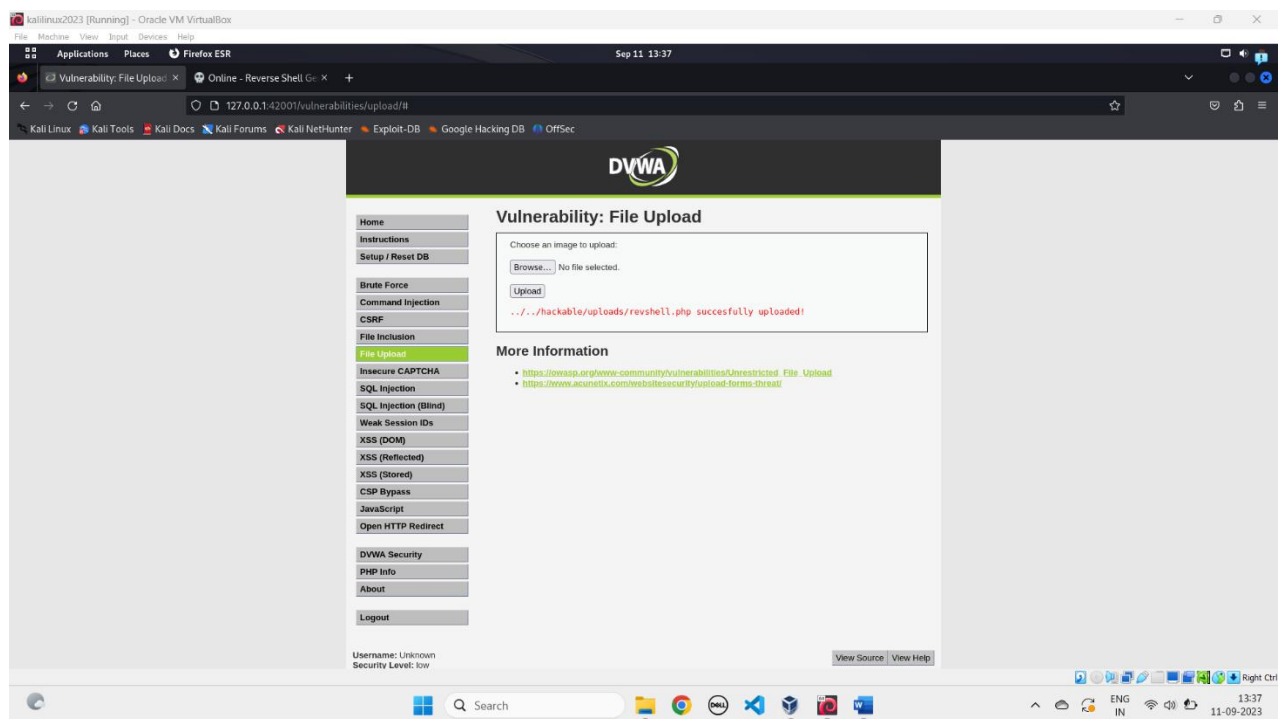 kalilinux2023 [Running] - Oracle VM VirtualBox
File Machine View Input Devices Help
Applications Places Firefox ESR Sep 11 13:37
Vulnerability: File Upload Online - Reverse Shell Ge
127.0.0.1:42001/vulnerabilities/upload/#
Kali Linux Kali Tools Kali Docs Kali Forums Kali NetHunter Exploit-DB Google Hacking DB OffSec
DVWA
Home
Instructions
Setup / Reset DB
Brute Force
Command Injection
CSRF
File Inclusion
File Upload
Insecure CAPTCHA
SQL Injection
SQL Injection (Blind)
Weak Session IDs
XSS (DOM)
XSS (Reflected)
XSS (Stored)
CSP Bypass
JavaScript
Open HTTP Redirect
DVWA Security
PHP Info
About
Logout
Vulnerability: File Upload
Choose an image to upload:
Browse... No file selected.
Upload
../../hackable/uploads/revshell.php succesfully uploaded!
More Information
https://owasp.org/www-community/vulnerabilities/Unrestricted_File_Upload
https://www.acunetix.com/websitesecurity/upload-forms-threat/
Username: Unknown
Security Level: low
View Source View Help
Right Ctrl
Search
DELL
ENG
IN
13:37
11-09-2023